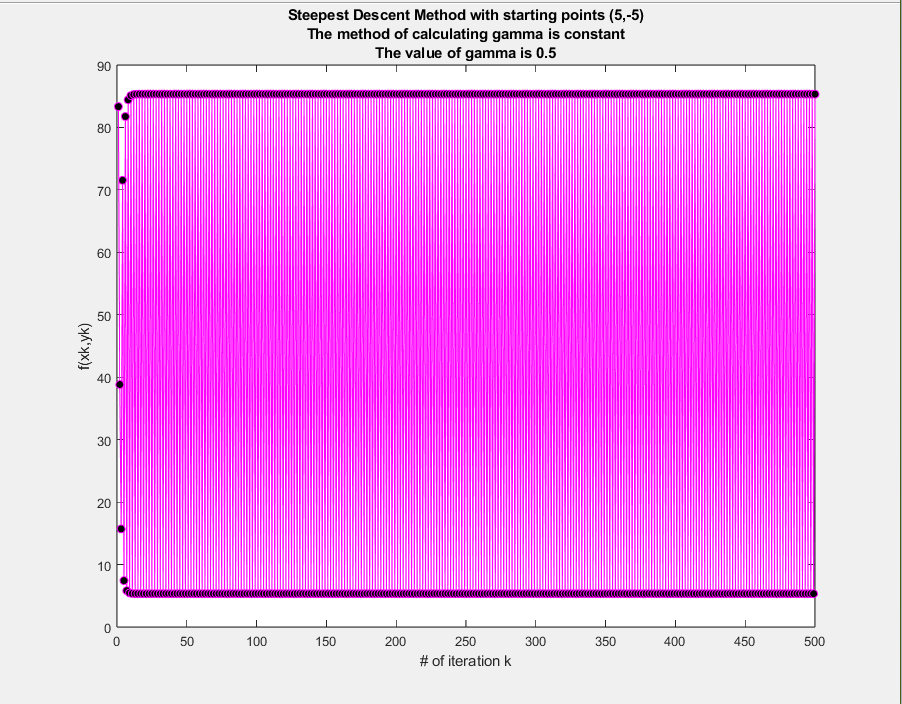 Steepest Descent Method with starting points (5,-5)
The method of calculating gamma is constant
The value of gamma is 0.5
90
80
70
60
50
40
30
20
10
0
f(xk,yk)
0 50 100 150 200 250 300 350 400 450 500
# of iteration k